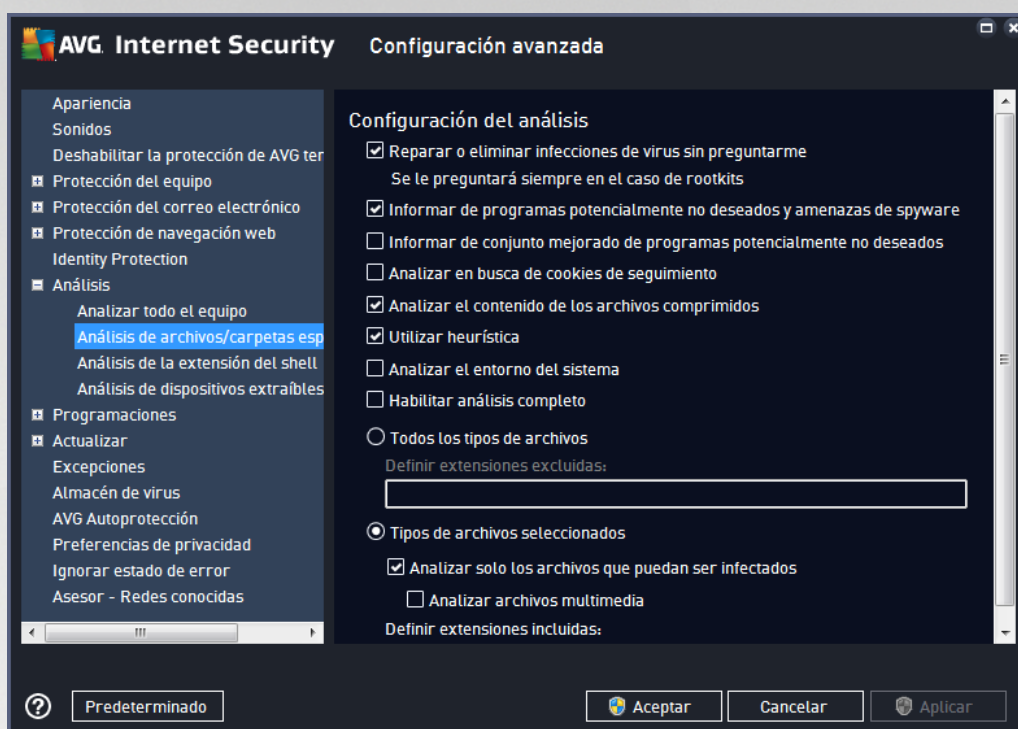 AVG. Internet Security Configuración avanzada
Apariencia
Sonidos
Deshabilitar la protección de AVG ter
Protección del equipo
Protección del correo electrónico
Protección de navegación web
Identity Protection
Análisis
Analizar todo el equipo
Análisis de archivos/carpetas esp
Análisis de la extensión del shell
Análisis de dispositivos extraíbles
Programaciones
Actualizar
Excepciones
Almacén de virus
AVG Autoprotección
Preferencias de privacidad
Ignorar estado de error
Asesor - Redes conocidas
Configuración del análisis
Reparar o eliminar infecciones de virus sin preguntarme
Se le preguntará siempre en el caso de rootkits
Informar de programas potencialmente no deseados y amenazas de spyware
Informar de conjunto mejorado de programas potencialmente no deseados
Analizar en busca de cookies de seguimiento
Analizar el contenido de los archivos comprimidos
Utilizar heurística
Analizar el entorno del sistema
Habilitar análisis completo
Todos los tipos de archivos
Definir extensiones excluidas:
Tipos de archivos seleccionados
Analizar solo los archivos que puedan ser infectados
Analizar archivos multimedia
Definir extensiones incluidas:
? Predeterminado Aceptar Cancelar Aplicar